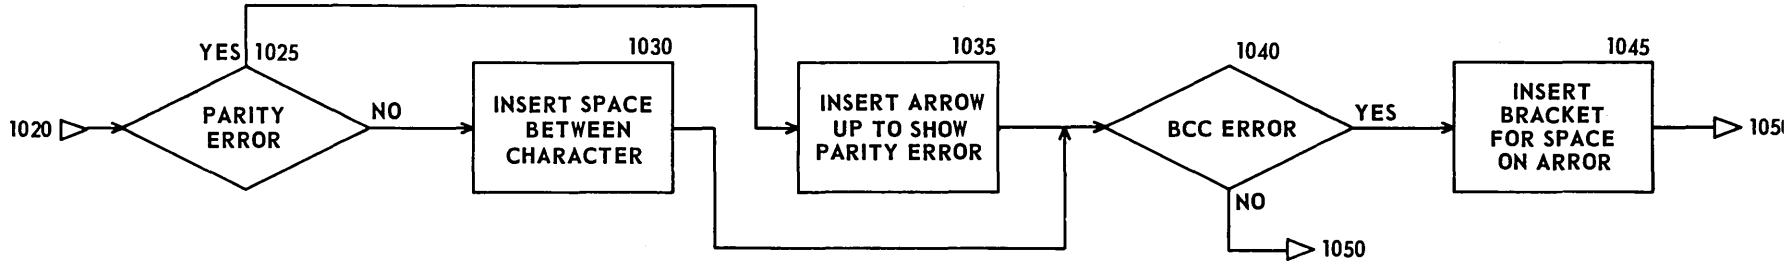 1020
YES
1025
PARITY
ERROR
NO
1030
INSERT SPACE
BETWEEN
CHARACTER
1035
INSERT ARROW
UP TO SHOW
PARITY ERROR
1040
BCC ERROR
YES
NO
1050
1045
INSERT
BRACKET
FOR SPACE
ON ARROR
1050